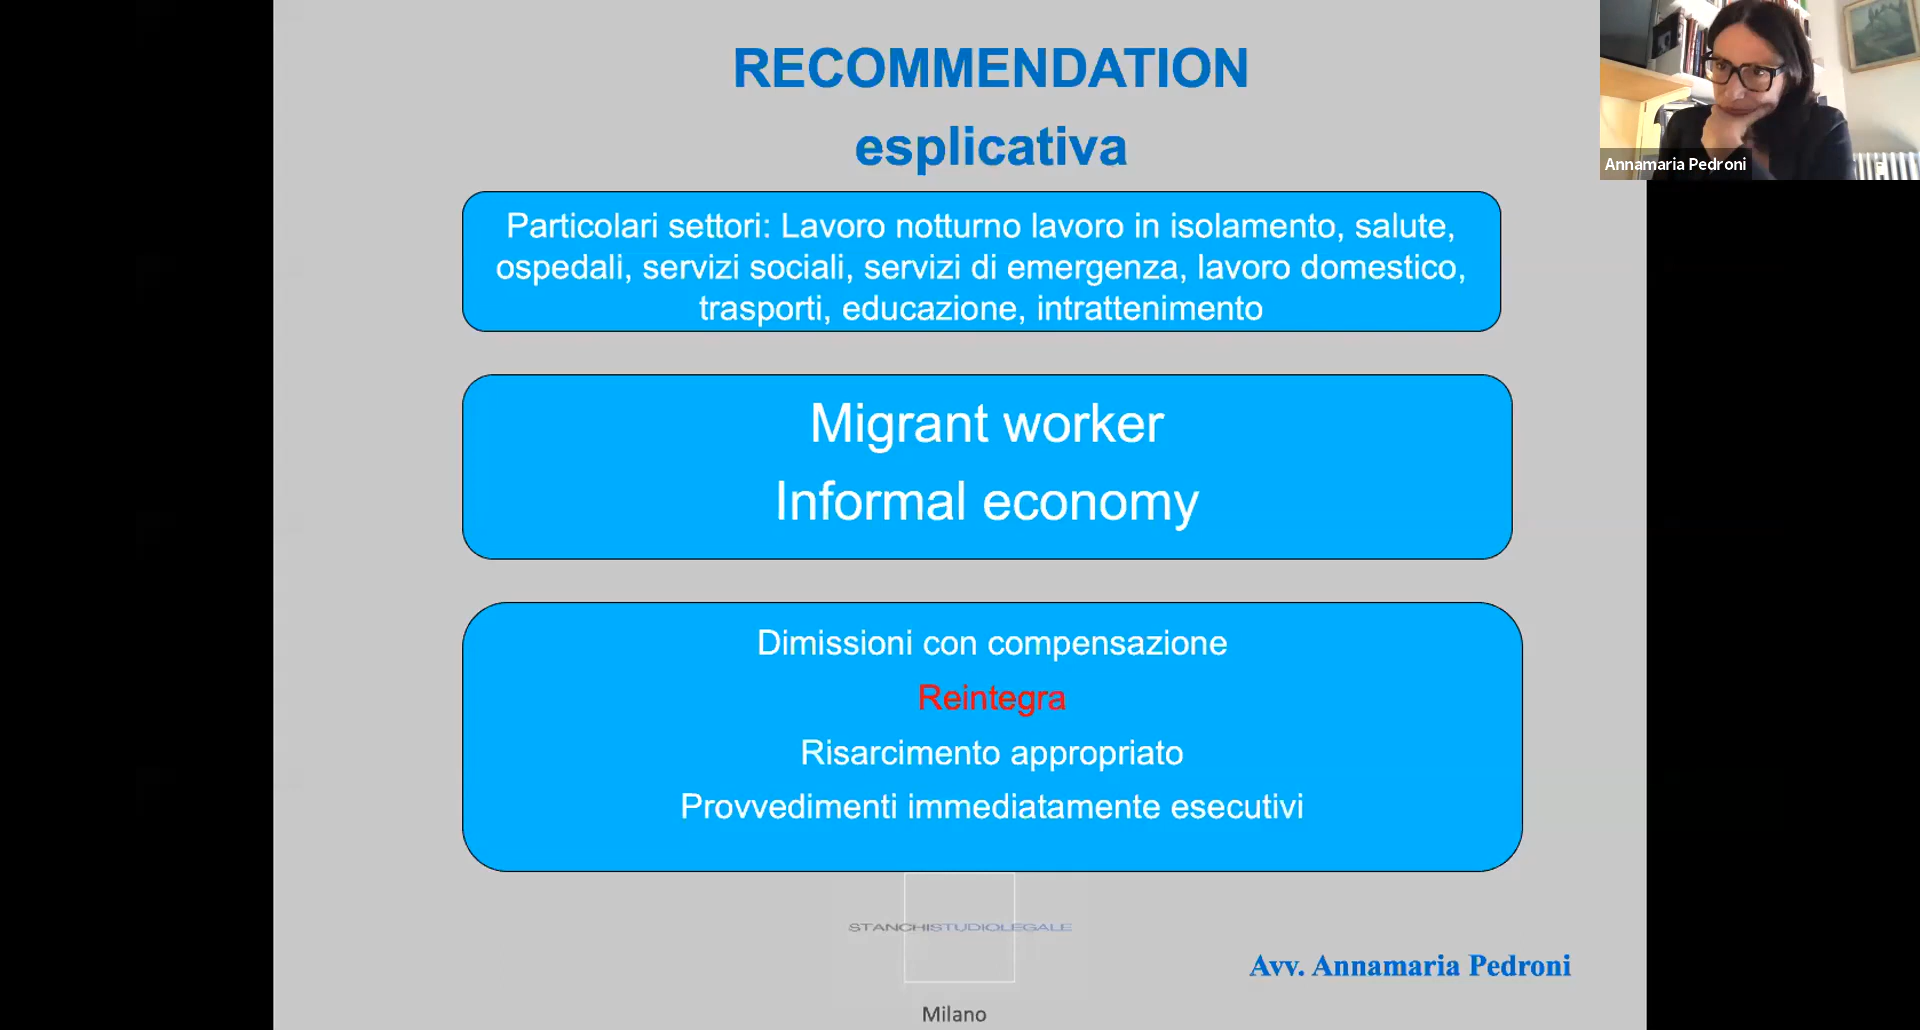 RECOMMENDATION
esplicativa
Particolari settori: Lavoro notturno lavoro in isolamento, salute,
ospedali, servizi sociali, servizi di emergenza, lavoro domestico,
trasporti, educazione, intrattenimento
Migrant worker
Informal economy
Dimissioni con compensazione
Reintegra
Risarcimento appropriato
Provvedimenti immediatamente esecutivi
STANCHISTUDIOLEGALE
Milano
Avv. Annamaria Pedroni
Annamaria Pedroni